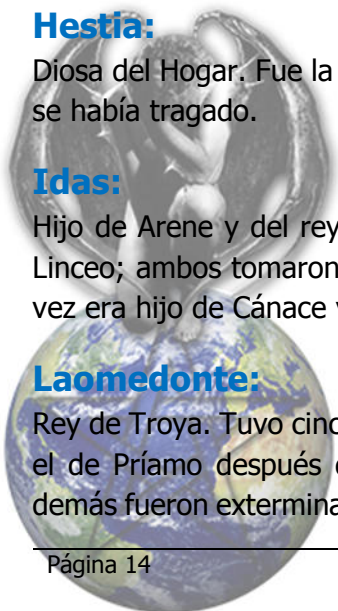 Hestia:
Diosa del Hogar. Fue la
se había tragado.
Idas:
Hijo de Arene y del rey
Linceo; ambos tomaron
vez era hijo de Cánace
Laomedonte:
Rey de Troya. Tuvo cinc
el de Príamo después
demás fueron extermina
Página 14